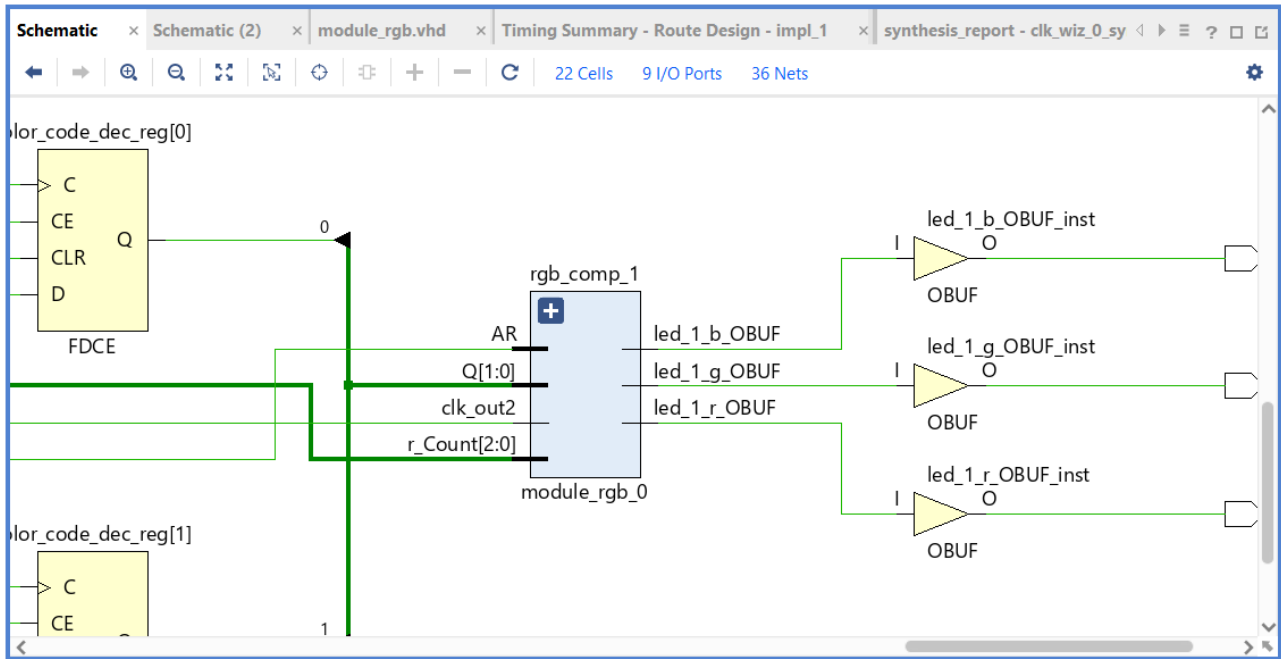 Schematic × Schematic (2) × module_rgb.vhd × Timing Summary - Route Design - impl_1 × synthesis_report - clk_wiz_0_sy
22 Cells 9 I/O Ports 36 Nets
lor_code_dec_reg[0]
C
CE
CLR
D
Q
FDCE
0
rgb_comp_1
AR
Q[1:0]
clk_out2
r_Count[2:0]
module_rgb_0
led_1_b_OBUF
led_1_g_OBUF
led_1_r_OBUF
led_1_b_OBUF_inst
I O
OBUF
led_1_g_OBUF_inst
I O
OBUF
led_1_r_OBUF_inst
I O
OBUF
lor_code_dec_reg[1]
C
CE
1